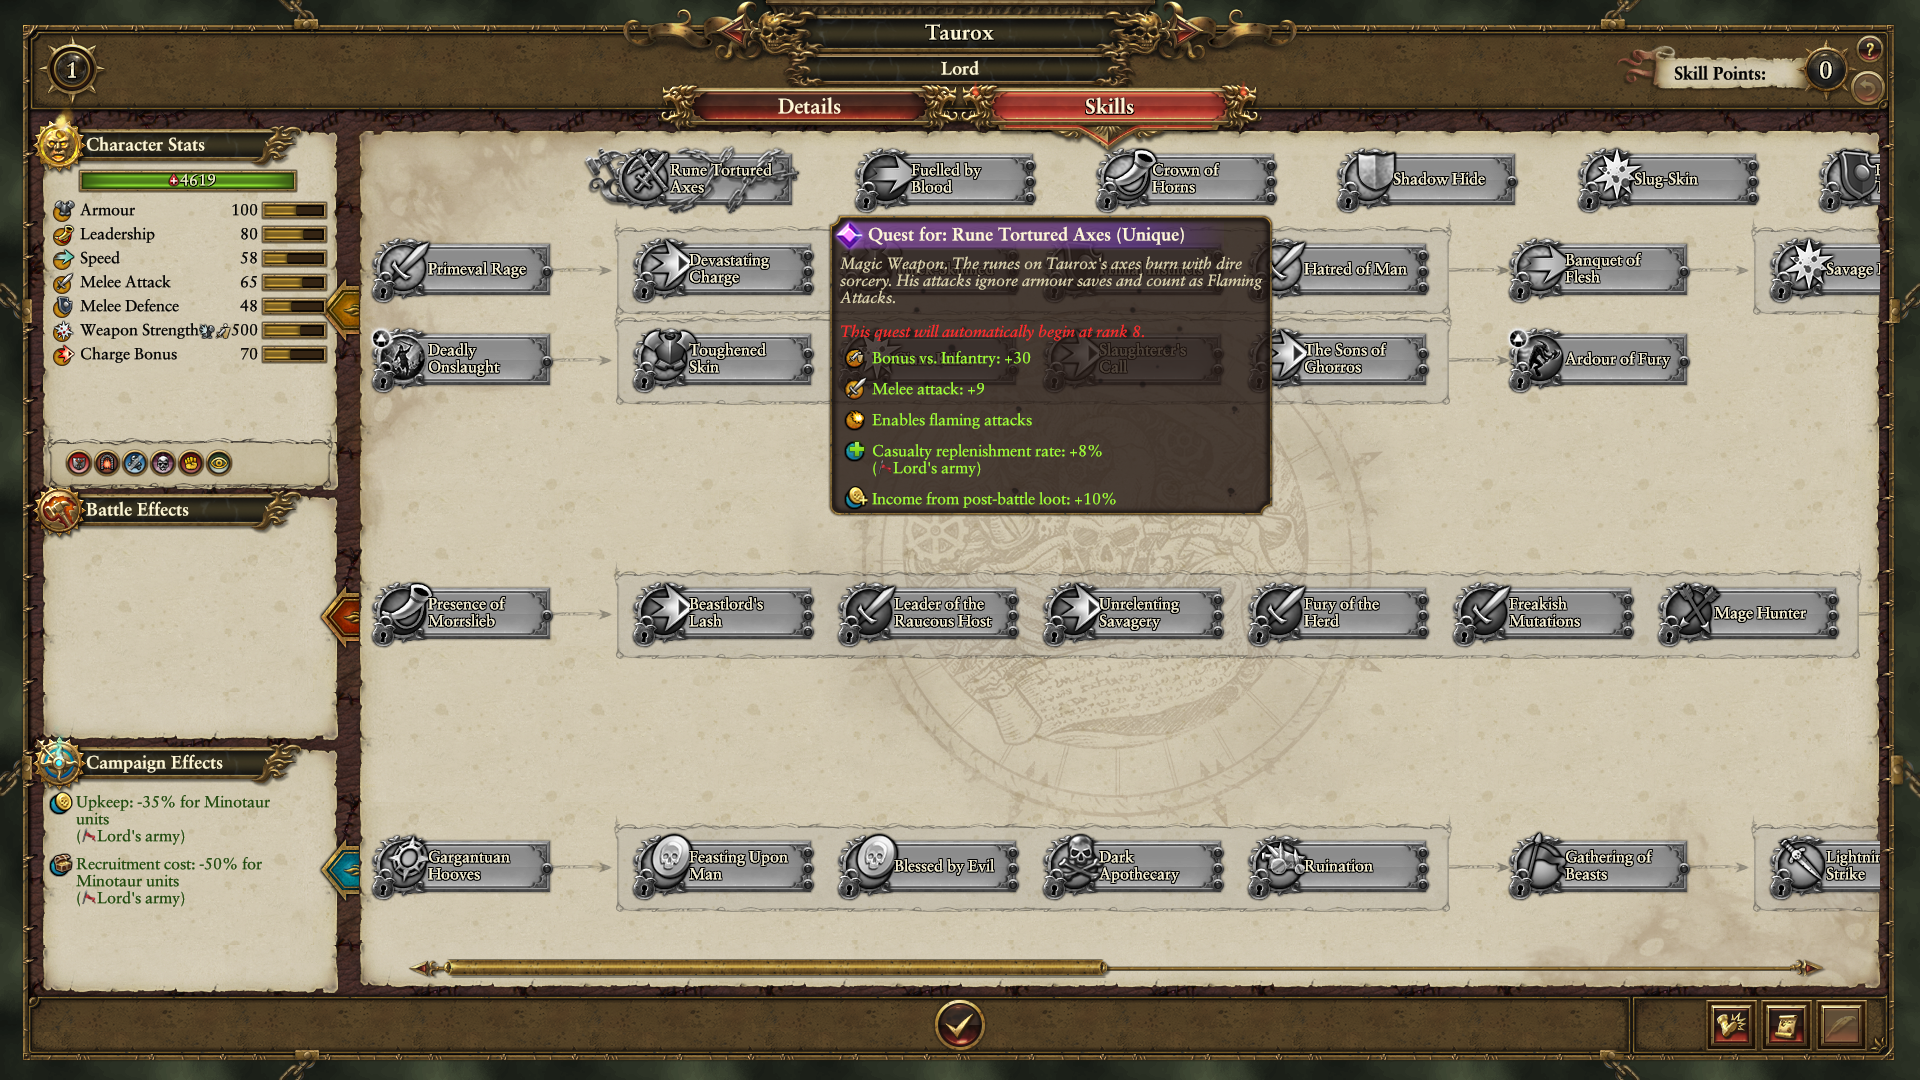 Taurox
Lord
1
Skill Points:
0
?
Details
Skills
Character Stats
4619
Armour 100
Leadership 80
Speed 58
Melee Attack 65
Melee Defence 48
Weapon Strength 500
Charge Bonus 70
Battle Effects
Campaign Effects
Upkeep: -35% for Minotaur
units
(Lord's army)
Recruitment cost: -50% for
Minotaur units
(Lord's army)
Rune Tortured
Axes
Fuelled by
Blood
Crown of
Horns
Shadow Hide
Slug-Skin
Primeval Rage
Devastating
Charge
Hatred of Man
Banquet of
Flesh
Savage
Deadly
Onslaught
Toughened
Skin
Slaughterer's
Call
The Sons of
Ghorros
Ardour of Fury
Quest for: Rune Tortured Axes (Unique)
Magic Weapon. The runes on Taurox's axes burn with dire
sorcery. His attacks ignore armour saves and count as Flaming
Attacks.
This quest will automatically begin at rank 8.
Bonus vs. Infantry: +30
Melee attack: +9
Enables flaming attacks
Casualty replenishment rate: +8%
(Lord's army)
Income from post-battle loot: +10%
Presence of
Morrslieb
Beastlord's
Lash
Leader of the
Raucous Host
Unrelenting
Savagery
Fury of the
Herd
Freakish
Mutations
Mage Hunter
Gargantuan
Hooves
Feasting Upon
Man
Blessed by Evil
Dark
Apothecary
Ruination
Gathering of
Beasts
Lightnin
Strike